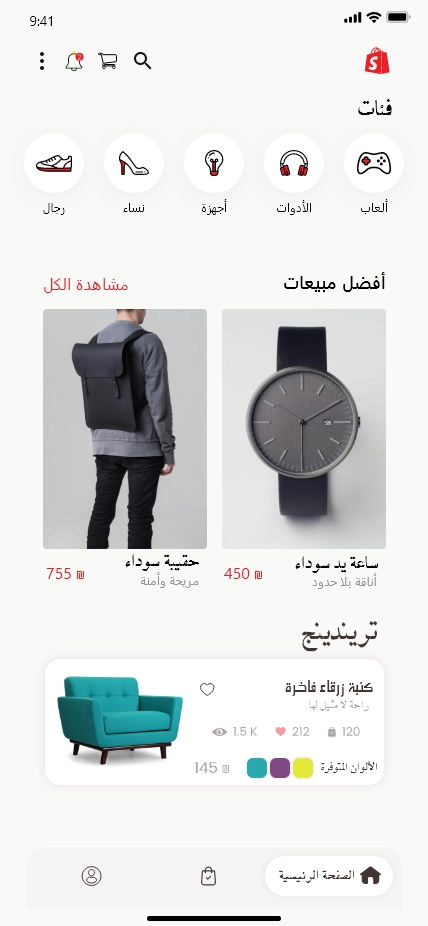 9:41
2
S
فئات
ألعاب
الأدوات
أجهزة
نساء
رجال
أفضل مبيعات
مشاهدة الكل
ساعة يد سوداء
أناقة بلا حدود
450 ₪
حقيبة سوداء
مريحة وأمنة
755 ₪
تريندينج
كنبة زرقاء فاخرة
راحة لا مثيل لها
120
212
1.5 K
الألوان المتوفرة
145 ₪
الصفحة الرئيسية